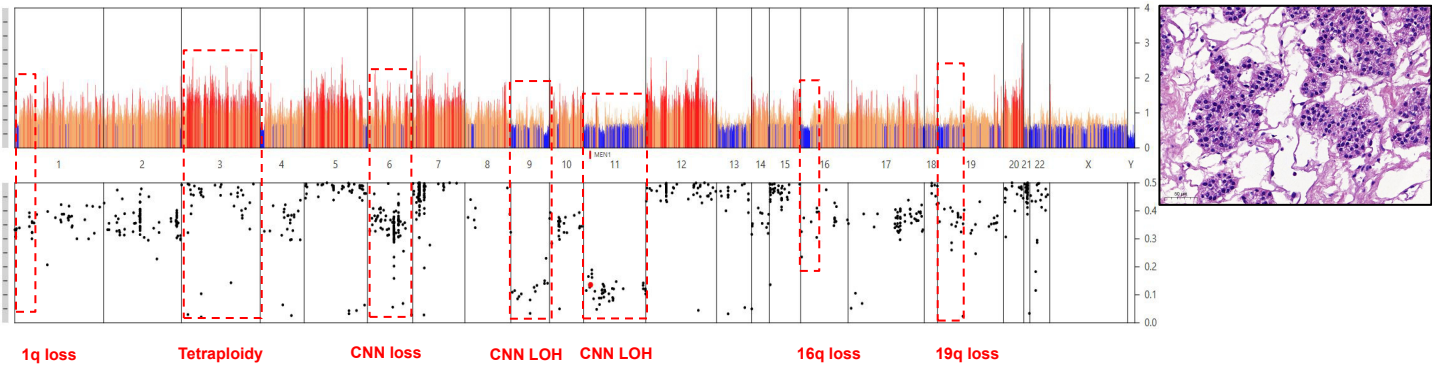 4
3
2
1
0
MEN1
1 2 3 4 5 6 7 8 9 10 11 12 13 14 15 16 17 18 19 20 21 22 X Y
0.5
0.4
0.3
0.2
0.1
0.0
1q loss Tetraploidy CNN loss CNN LOH CNN LOH 16q loss 19q loss
50 µm